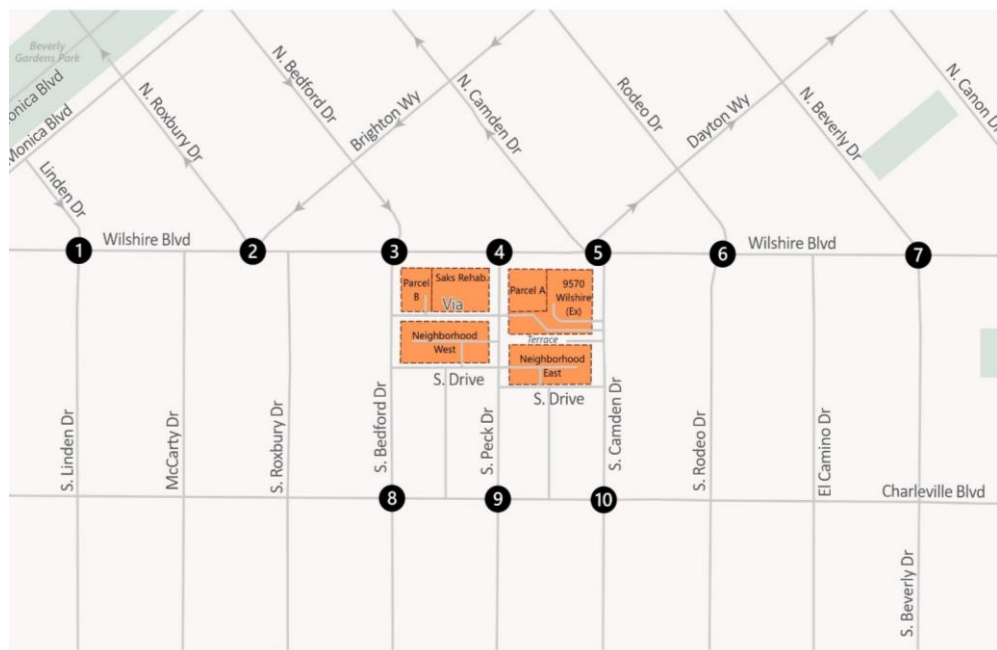 Beverly
Gardens Park
onica Blvd
Monica Blvd
N. Roxbury Dr
N. Bedford Dr
Brighton Wy
N. Camden Dr
Rodeo Dr
Dayton Wy
N. Beverly Dr
N. Canon D
Linden Dr
Wilshire Blvd
Wilshire Blvd
1
2
3
4
5
6
7
Parcel
B
Saks Rehab.
Via
Parcel A
9570
Wilshire
(Ex)
Terrace
Neighborhood
West
Neighborhood
East
S. Drive
S. Drive
S. Linden Dr
McCarty Dr
S. Roxbury Dr
S. Bedford Dr
S. Peck Dr
S. Camden Dr
S. Rodeo Dr
El Camino Dr
Charleville Blvd
8
9
10
S. Beverly Dr